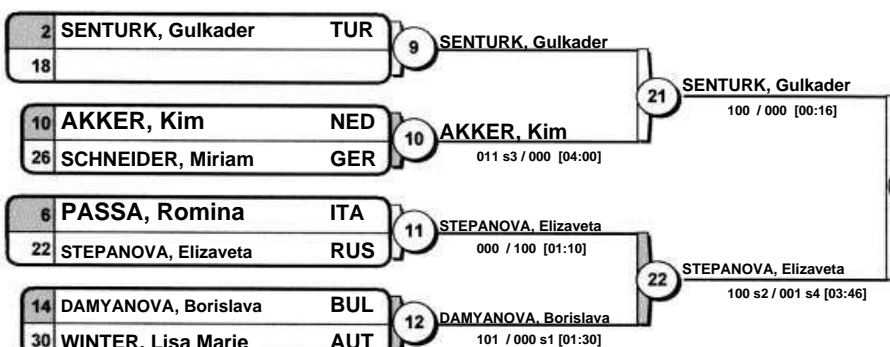 2 SENTURK, Gulkader TUR
18
9
SENTURK, Gulkader
10 AKKER, Kim NED
26 SCHNEIDER, Miriam GER
10
AKKER, Kim
011 s3 / 000 [04:00]
21
SENTURK, Gulkader
100 / 000 [00:16]
6 PASSA, Romina ITA
22 STEPANOVA, Elizaveta RUS
11
STEPANOVA, Elizaveta
000 / 100 [01:10]
14 DAMYANOVA, Borislava BUL
30 WINTER, Lisa Marie AUT
12
DAMYANOVA, Borislava
101 / 000 s1 [01:30]
22
STEPANOVA, Elizaveta
100 s2 / 001 s4 [03:46]